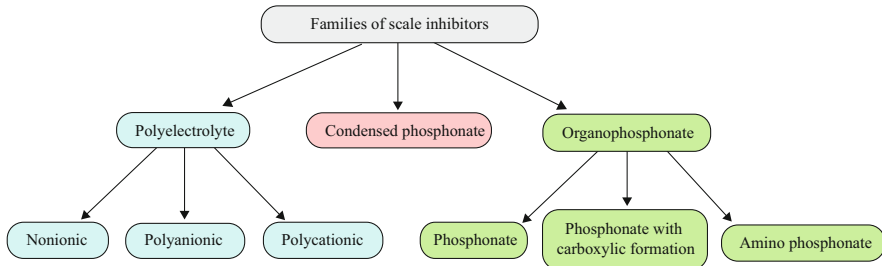 Families of scale inhibitors
Polyelectrolyte
Condensed phosphonate
Organophosphonate
Nonionic
Polyanionic
Polycationic
Phosphonate
Phosphonate with
carboxylic formation
Amino phosphonate